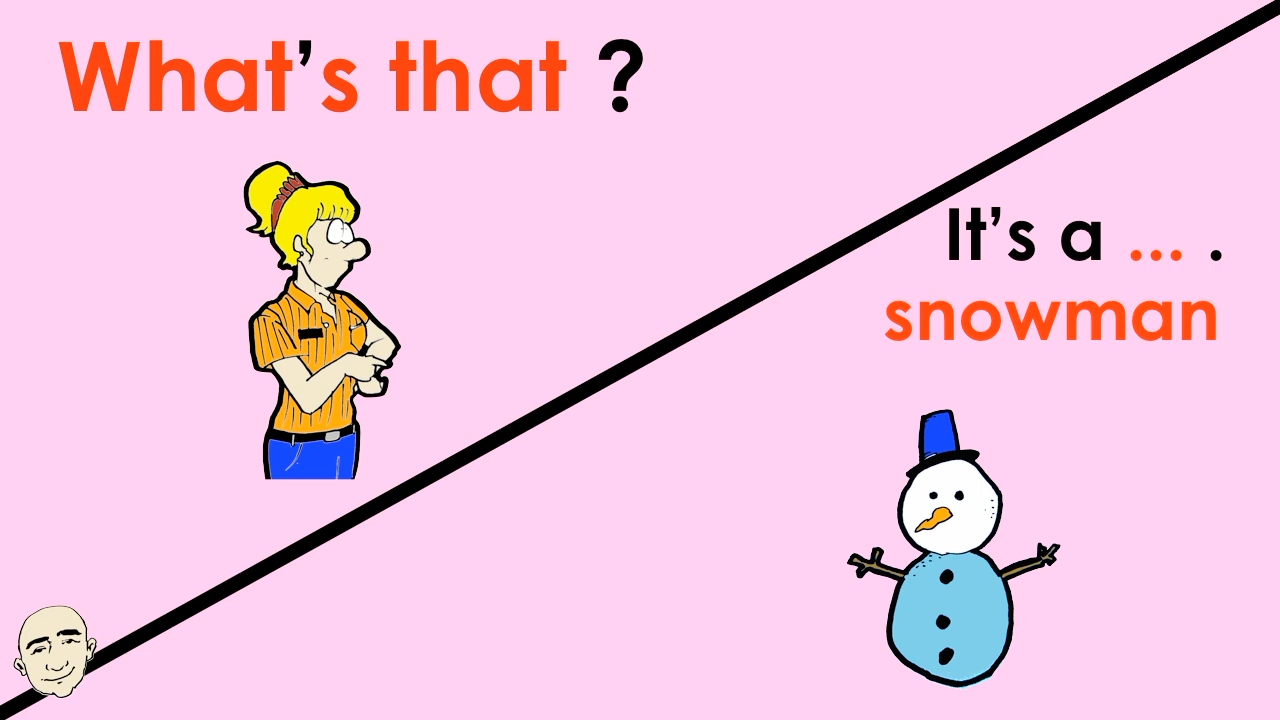 What’s that ?
It’s a ... .
snowman